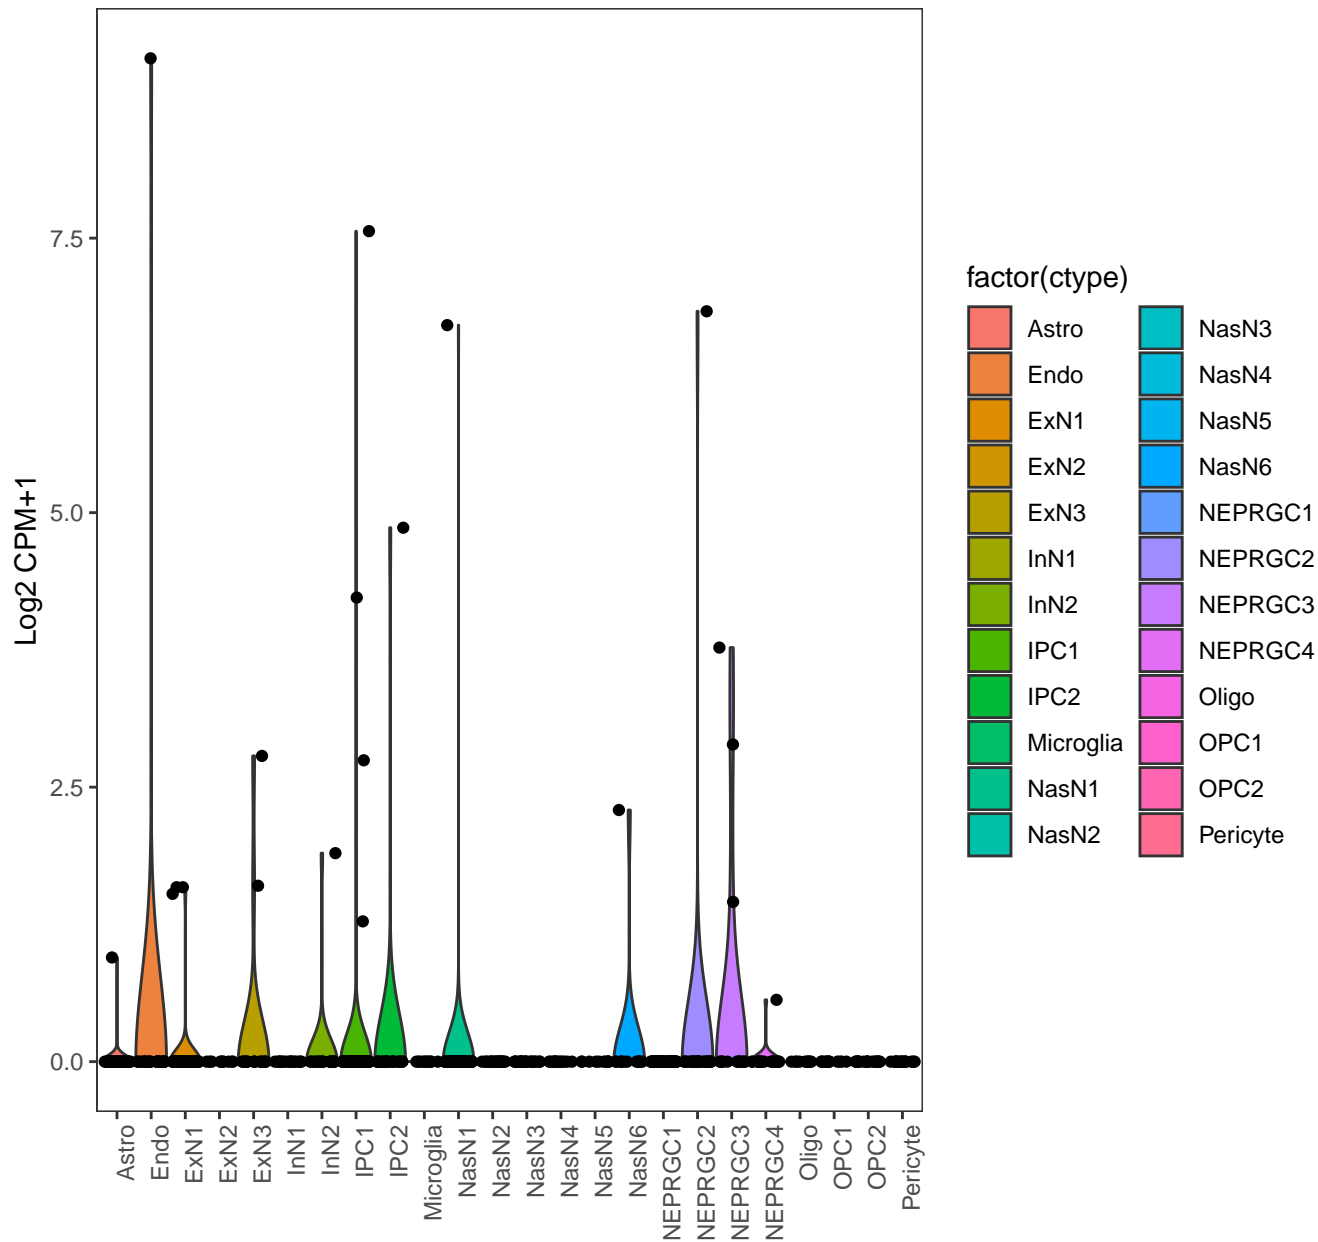 7.5
5.0
2.5
0.0
Log2 CPM+1
Astro
Endo
ExN1
ExN2
ExN3
InN1
InN2
IPC1
IPC2
Microglia
NasN1
NasN2
NasN3
NasN4
NasN5
NasN6
NEPRGC1
NEPRGC2
NEPRGC3
NEPRGC4
Oligo
OPC1
OPC2
Pericyte
factor(ctype)
Astro
Endo
ExN1
ExN2
ExN3
InN1
InN2
IPC1
IPC2
Microglia
NasN1
NasN2
NasN3
NasN4
NasN5
NasN6
NEPRGC1
NEPRGC2
NEPRGC3
NEPRGC4
Oligo
OPC1
OPC2
Pericyte